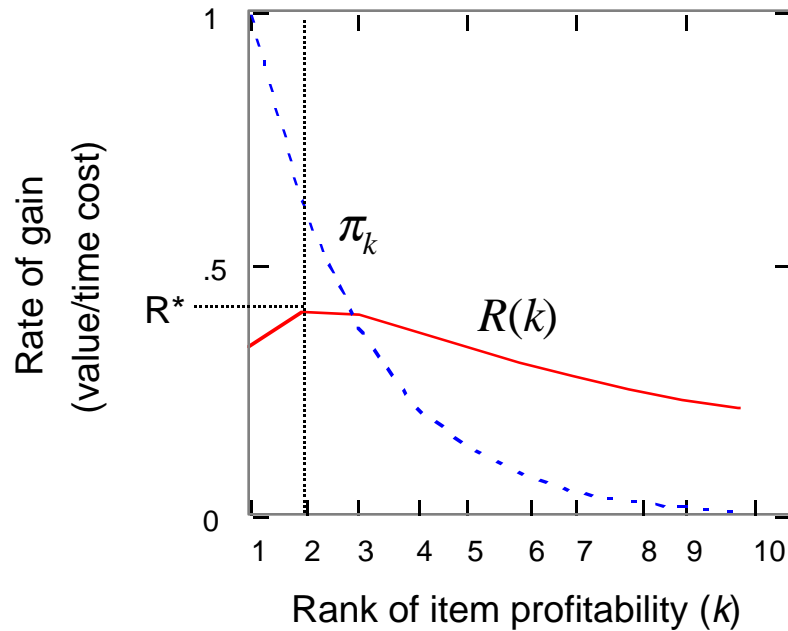 1
.5
0
Rate of gain
(value/time cost)
R*
π_k
R(k)
1 2 3 4 5 6 7 8 9 10
Rank of item profitability (k)